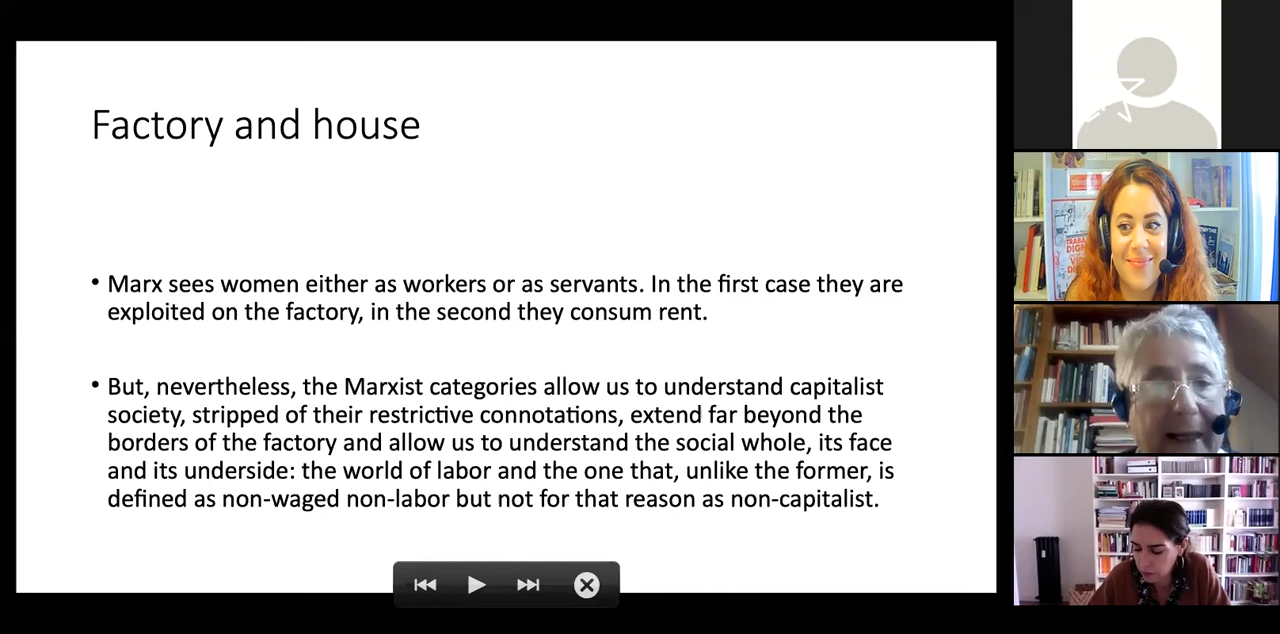 Factory and house
• Marx sees women either as workers or as servants. In the first case they are
exploited on the factory, in the second they consum rent.
• But, nevertheless, the Marxist categories allow us to understand capitalist
society, stripped of their restrictive connotations, extend far beyond the
borders of the factory and allow us to understand the social whole, its face
and its underside: the world of labor and the one that, unlike the former, is
defined as non-waged non-labor but not for that reason as non-capitalist.
TRABA
DIGN